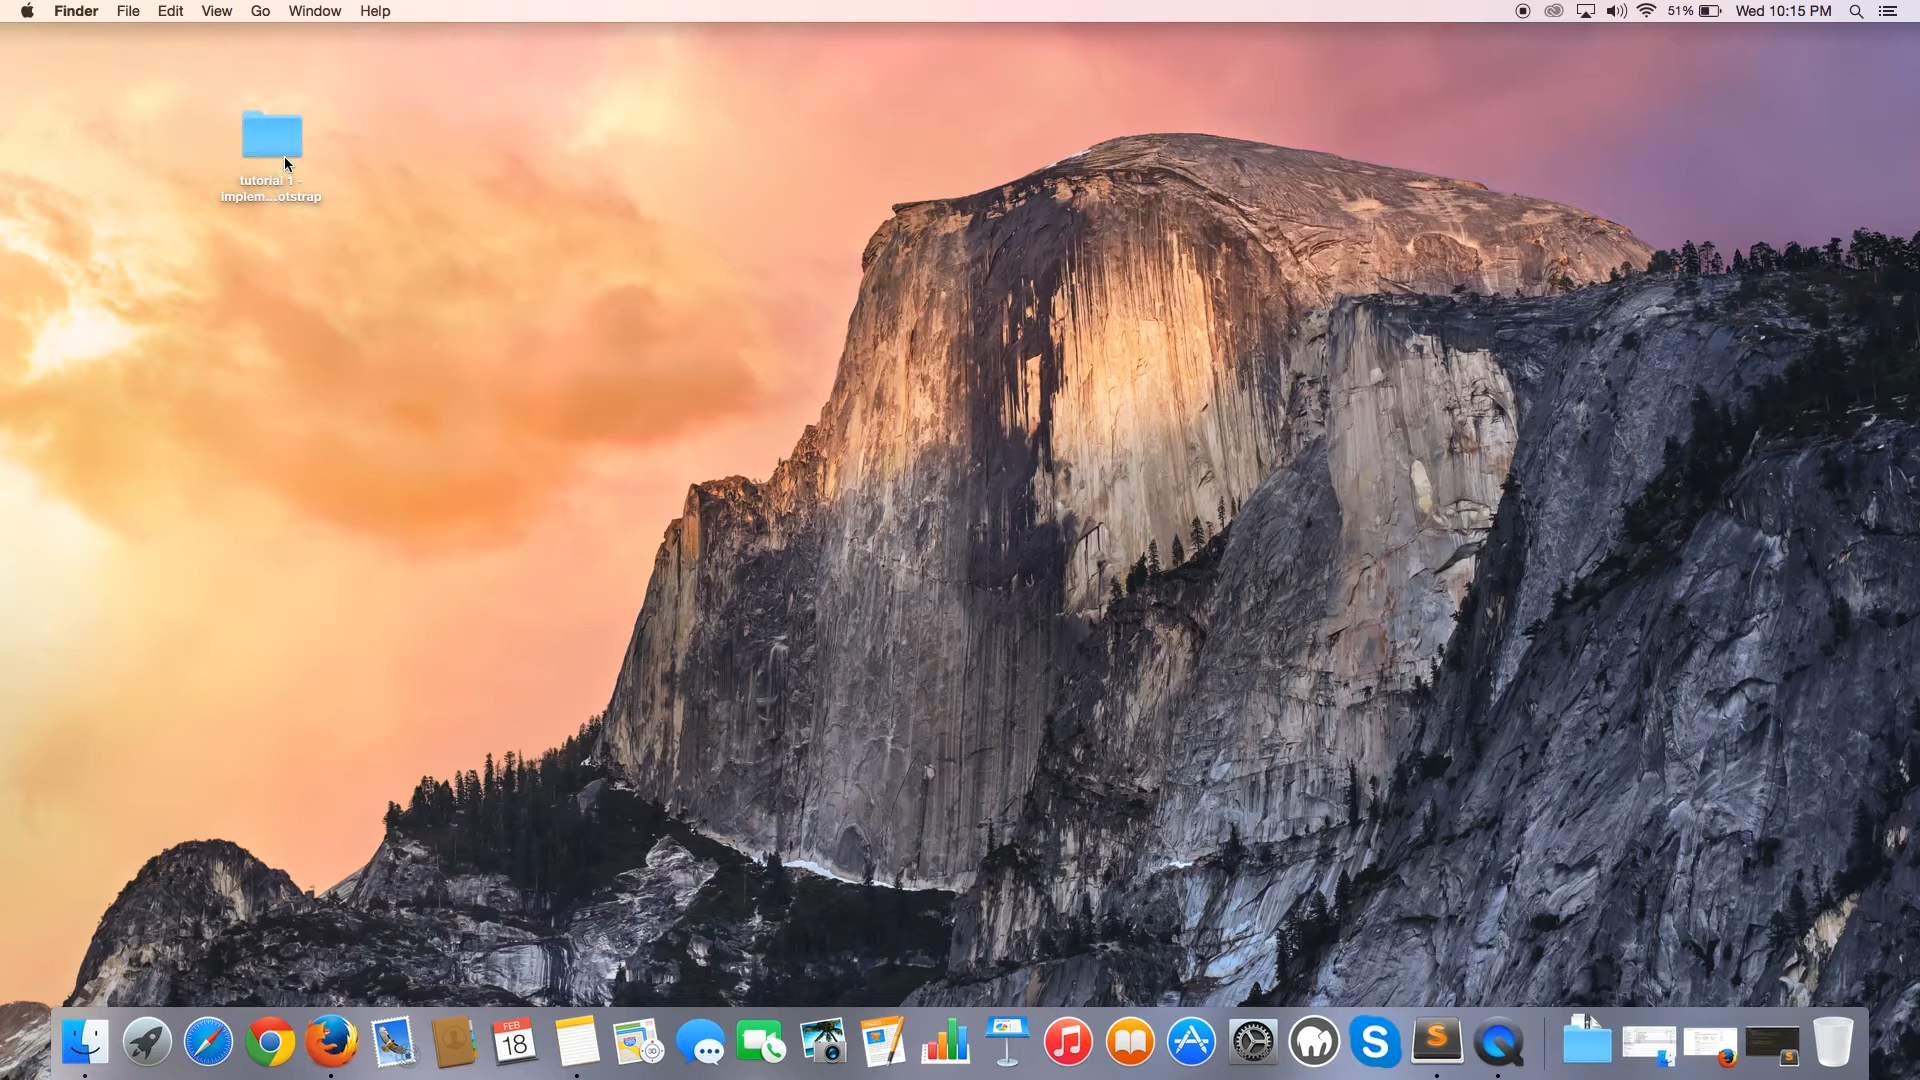 Finder File Edit View Go Window Help 51% Wed 10:15 PM
tutorial 1 -
implem...otstrap
FEB
18